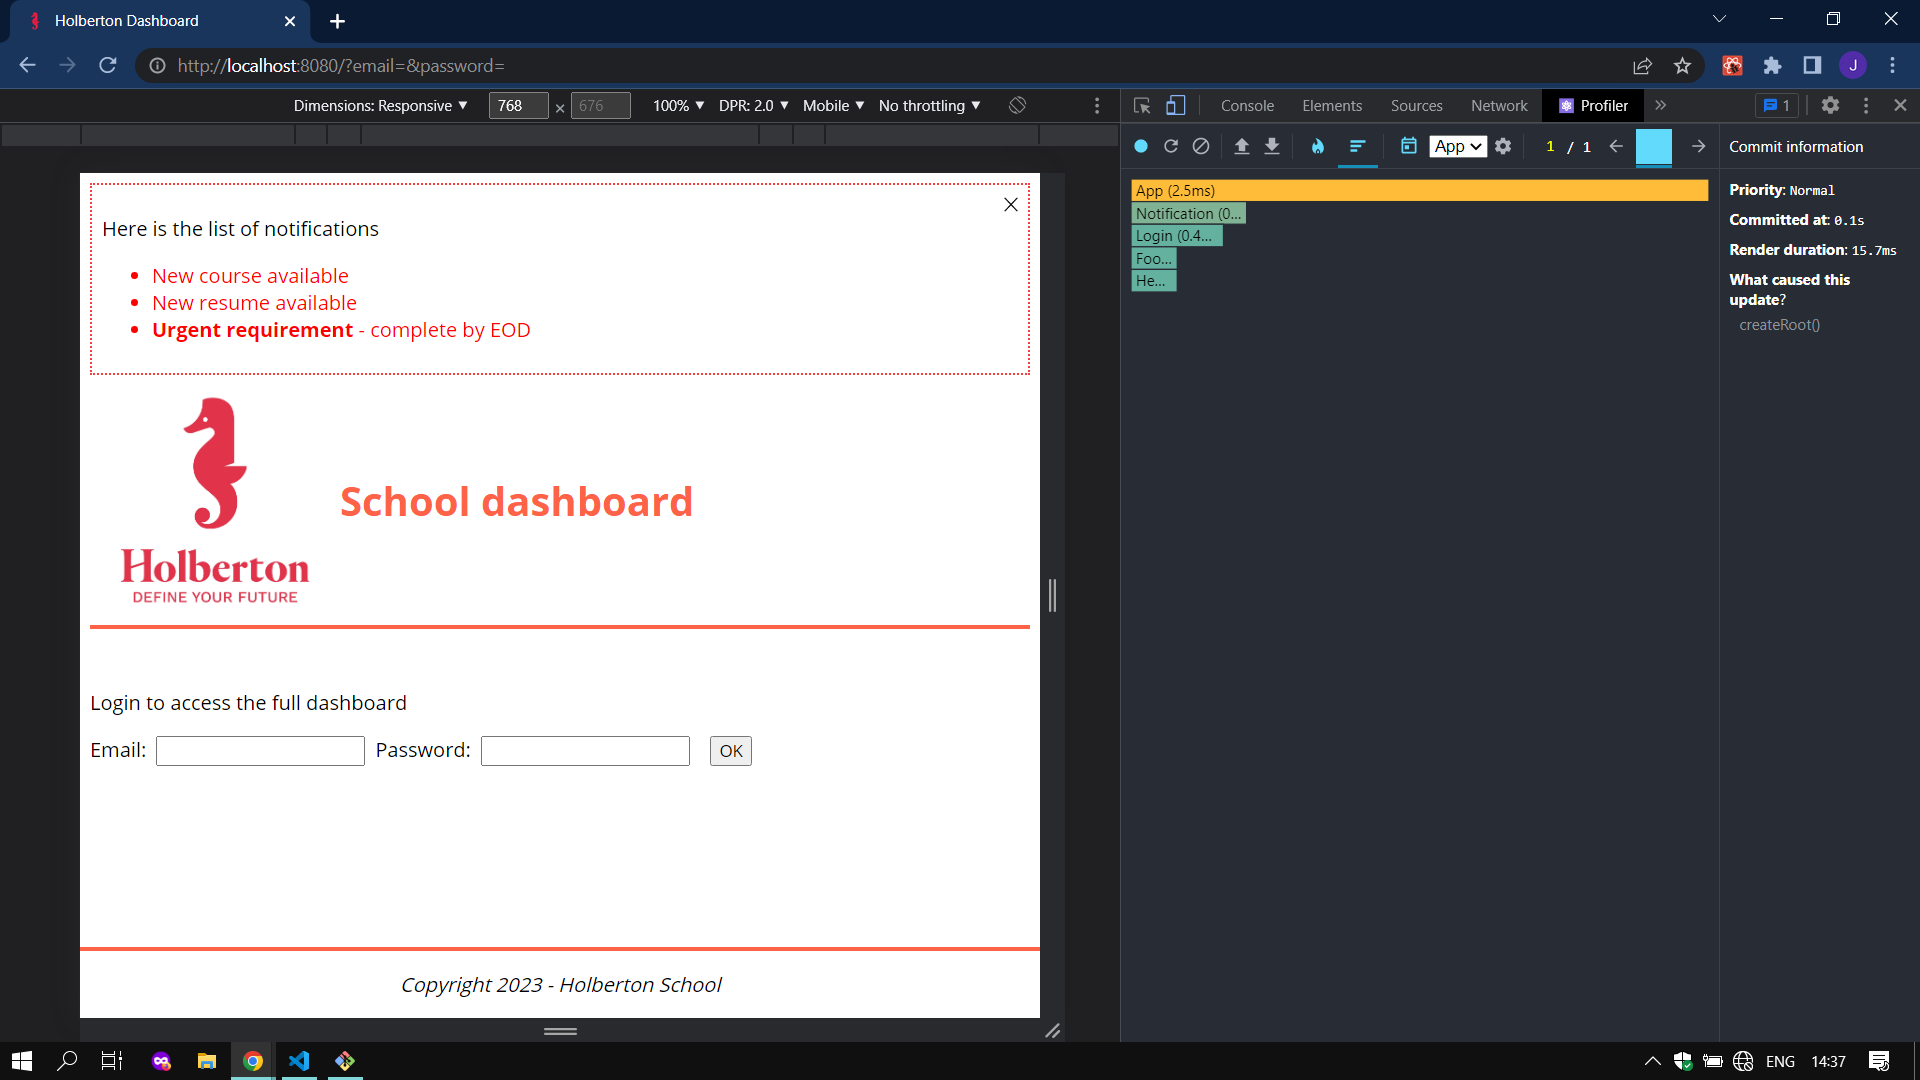 Holberton Dashboard
http://localhost:8080/?email=&password=
J
Dimensions: Responsive ▼ 768 × 676 100% ▼ DPR: 2.0 ▼ Mobile ▼ No throttling ▼
Console Elements Sources Network Profiler » 1
App 1 / 1
Commit information
Here is the list of notifications
New course available
New resume available
Urgent requirement - complete by EOD
Holberton
DEFINE YOUR FUTURE
School dashboard
Login to access the full dashboard
Email: Password: OK
Copyright 2023 - Holberton School
App (2.5ms)
Notification (0...
Login (0.4...
Foo...
He...
Priority: Normal
Committed at: 0.1s
Render duration: 15.7ms
What caused this
update?
createRoot()
ENG 14:37